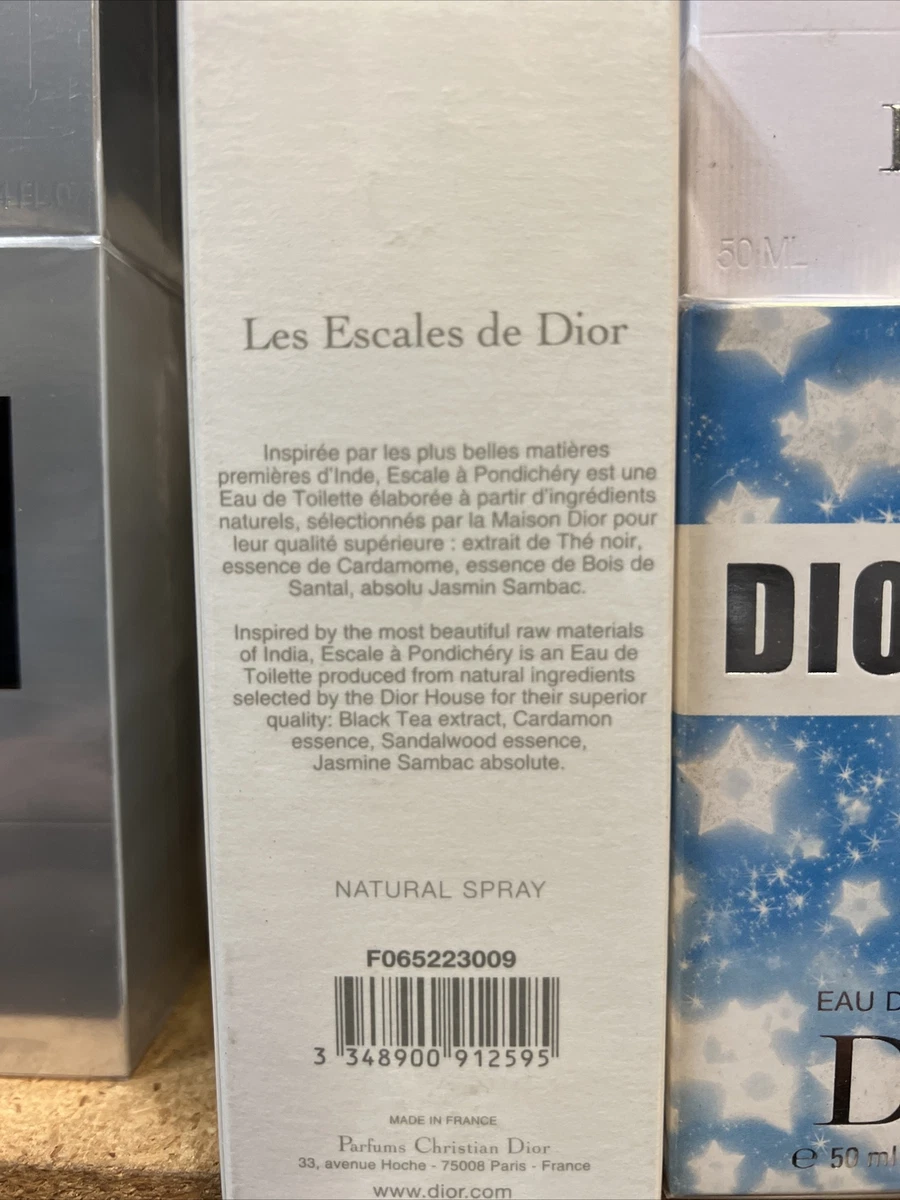 Les Escales de Dior
Inspirée par les plus belles matières
premières d'Inde, Escale à Pondichéry est une
Eau de Toilette élaborée à partir d'ingrédients
naturels, sélectionnés par la Maison Dior pour
leur qualité supérieure : extrait de Thé noir,
essence de Cardamome, essence de Bois de
Santal, absolu Jasmin Sambac.
Inspired by the most beautiful raw materials
of India, Escale à Pondichéry is an Eau de
Toilette produced from natural ingredients
selected by the Dior House for their superior
quality: Black Tea extract, Cardamon
essence, Sandalwood essence,
Jasmine Sambac absolute.
NATURAL SPRAY
F065223009
3 348900 912595
MADE IN FRANCE
Parfums Christian Dior
33, avenue Hoche - 75008 Paris - France
www.dior.com
50 ML
DIO
EAU D
D
e 50 ml